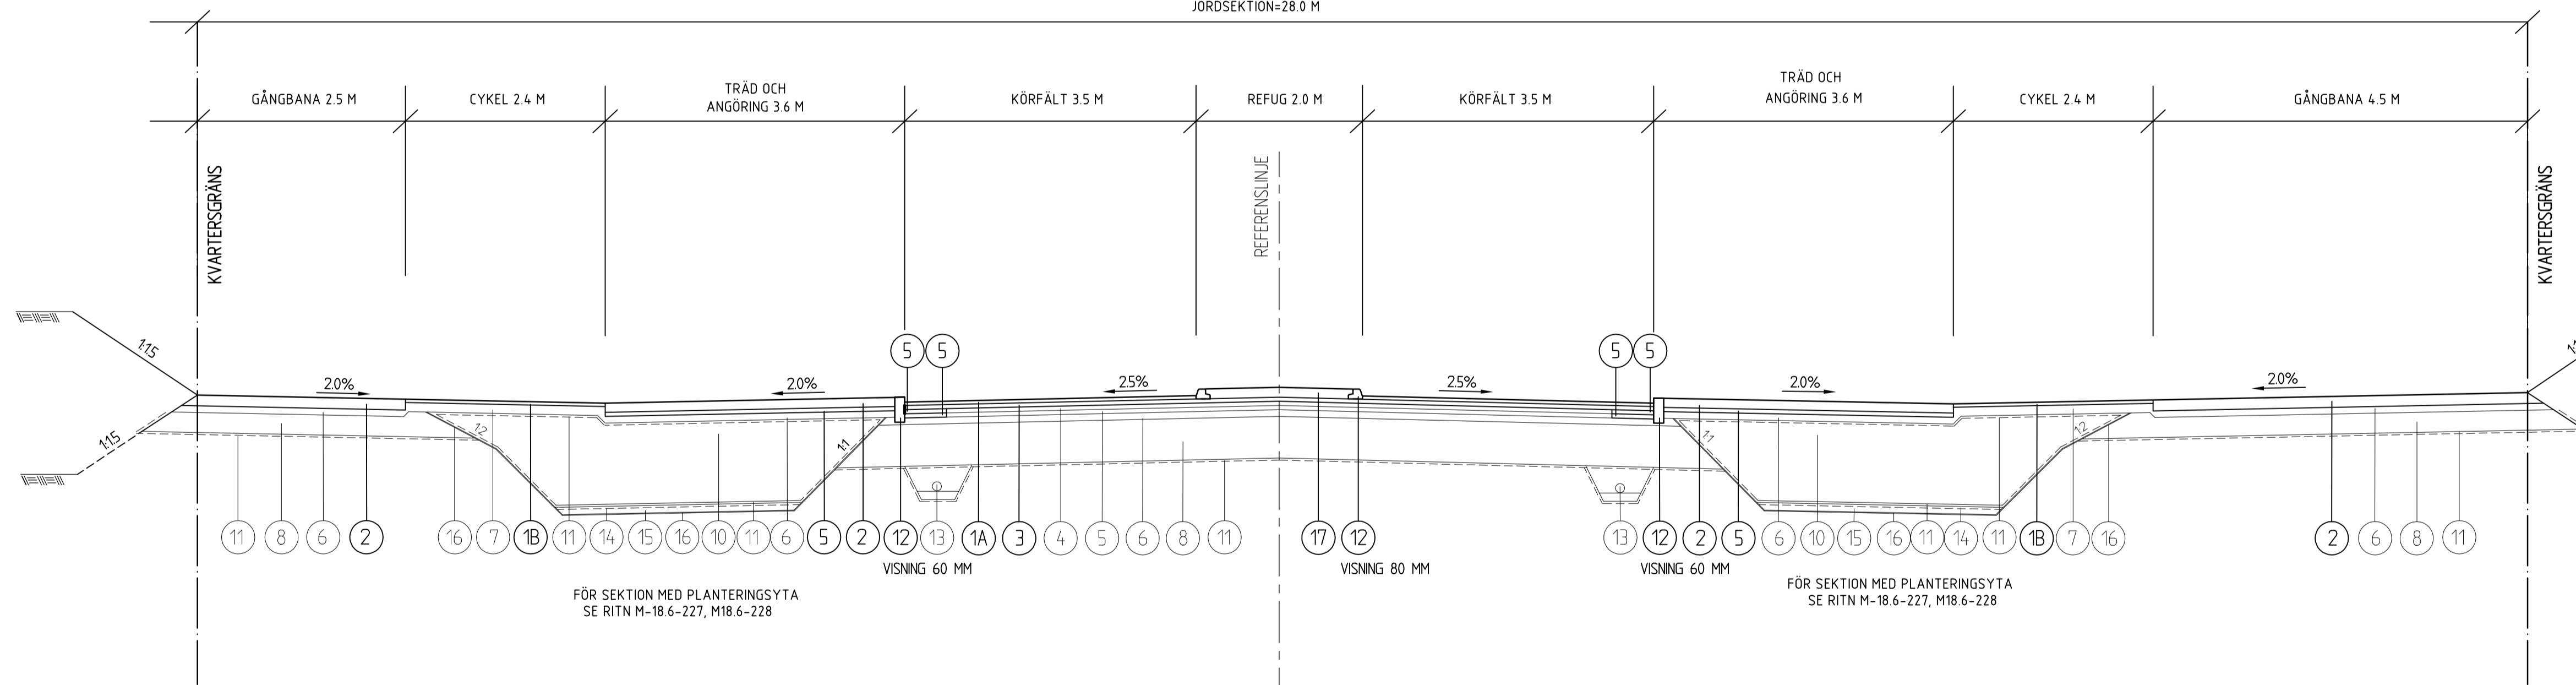 JORDSEKTION=28.0 M
GÅNGBANA 2.5 M
CYKEL 2.4 M
TRÄD OCH
ANGÖRING 3.6 M
KÖRFÄLT 3.5 M
REFUG 2.0 M
KÖRFÄLT 3.5 M
TRÄD OCH
ANGÖRING 3.6 M
CYKEL 2.4 M
GÅNGBANA 4.5 M
KVARTERSGRÄNS
REFERENSLINJE
KVARTERSGRÄNS
1:1.5
5 5
5 5
2.0%
2.0%
2.5%
2.5%
2.0%
2.0%
1:1.5
1:2
1:1
1:1
1:2
11 8 6 2 16 7 1B 11 14 15 16 10 11 6 5 2 12 13 1A 3 4 5 6 8 11 17 12 13 12 2 5 6 10 15 16 11 14 11 1B 7 16 2 6 8 11
VISNING 60 MM
VISNING 80 MM
VISNING 60 MM
FÖR SEKTION MED PLANTERINGSYTA
SE RITN M-18.6-227, M18.6-228
FÖR SEKTION MED PLANTERINGSYTA
SE RITN M-18.6-227, M18.6-228